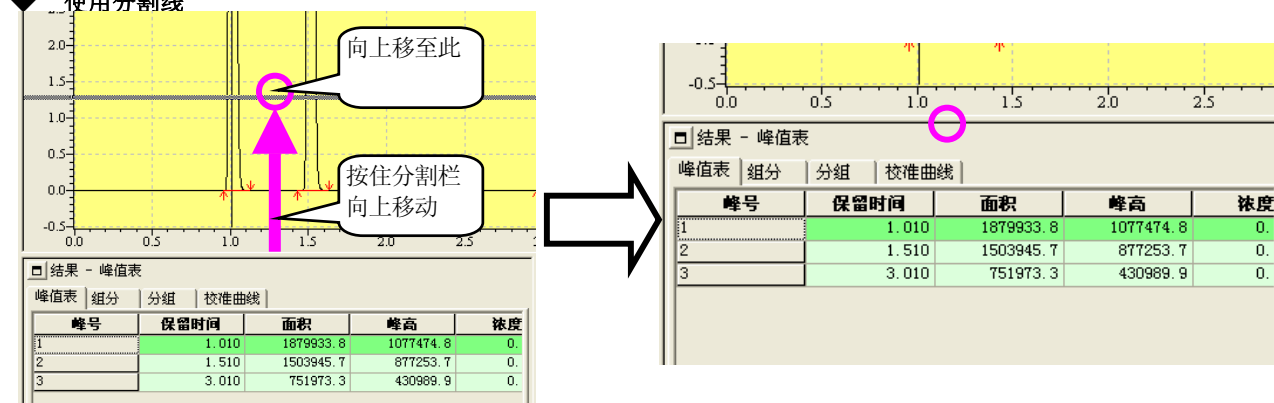 使用分割线
2.0
1.5
1.0
0.5
0.0
-0.5
0.0 0.5 1.0 1.5 2.0 2.5
向上移至此
按住分割栏
向上移动
结果 - 峰值表
峰值表 组分 分组 校准曲线
峰号 保留时间 面积 峰高 浓度
1 1.010 1879933.8 1077474.8 0.
2 1.510 1503945.7 877253.7 0.
3 3.010 751973.3 430989.9 0.
-0.5
0.0 0.5 1.0 1.5 2.0 2.5
结果 - 峰值表
峰值表 组分 分组 校准曲线
峰号 保留时间 面积 峰高 浓度
1 1.010 1879933.8 1077474.8 0.
2 1.510 1503945.7 877253.7 0.
3 3.010 751973.3 430989.9 0.